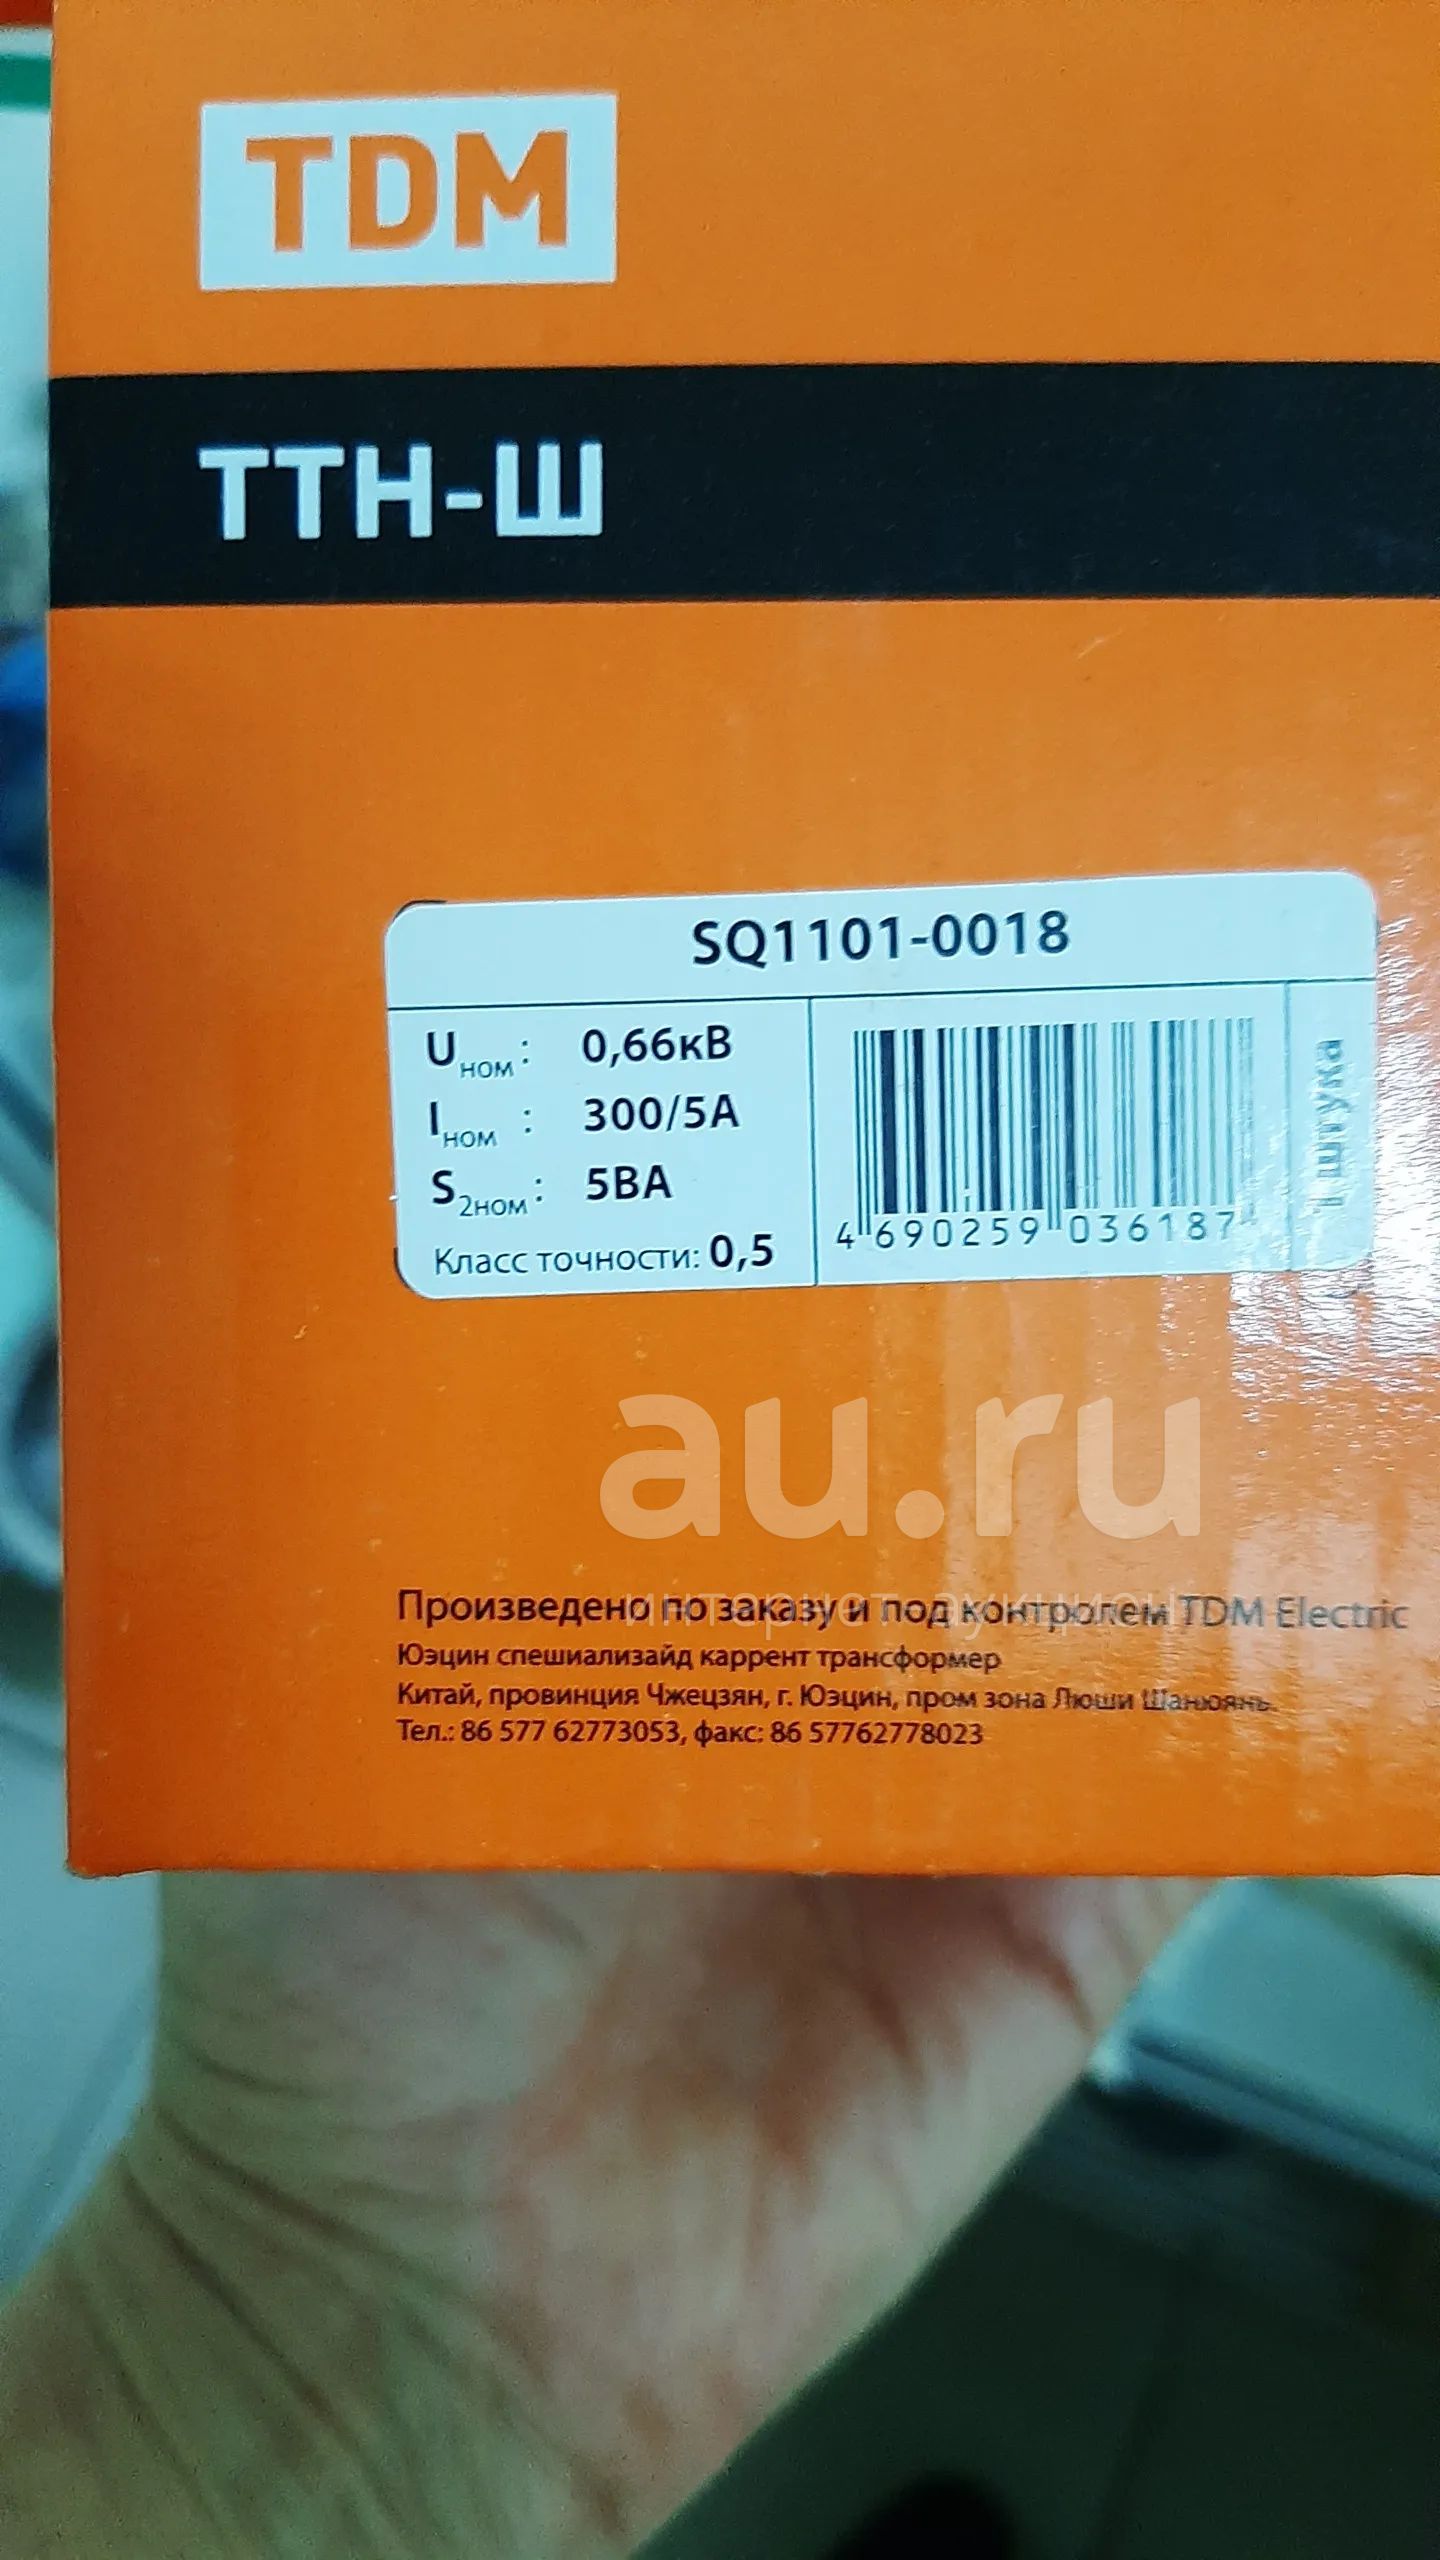 TDM
ТТН-Ш
SQ1101-0018
Uном: 0,66кВ
Iном : 300/5А
S2ном: 5ВА
Класс точности: 0,5
4 690259 036187
1 штука
au.ru
интернет-аукцион
Произведено по заказу и под контролем TDM Electric
Юэцин спешиализайд каррент трансформер
Китай, провинция Чжецзян, г. Юэцин, пром зона Люши Шанюянь.
Тел.: 86 577 62773053, факс: 86 57762778023